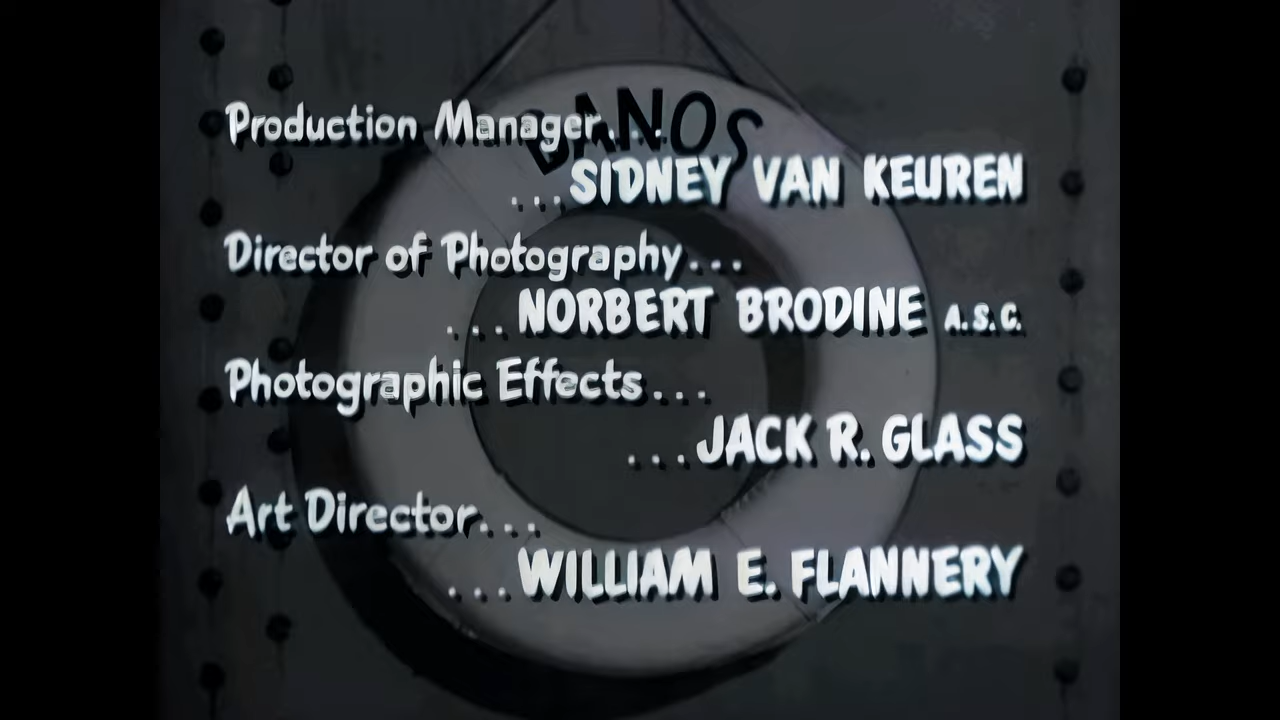 Production Manager...
...SIDNEY VAN KEUREN
Director of Photography...
...NORBERT BRODINE A.S.C.
Photographic Effects...
...JACK R. GLASS
Art Director...
...WILLIAM E. FLANNERY